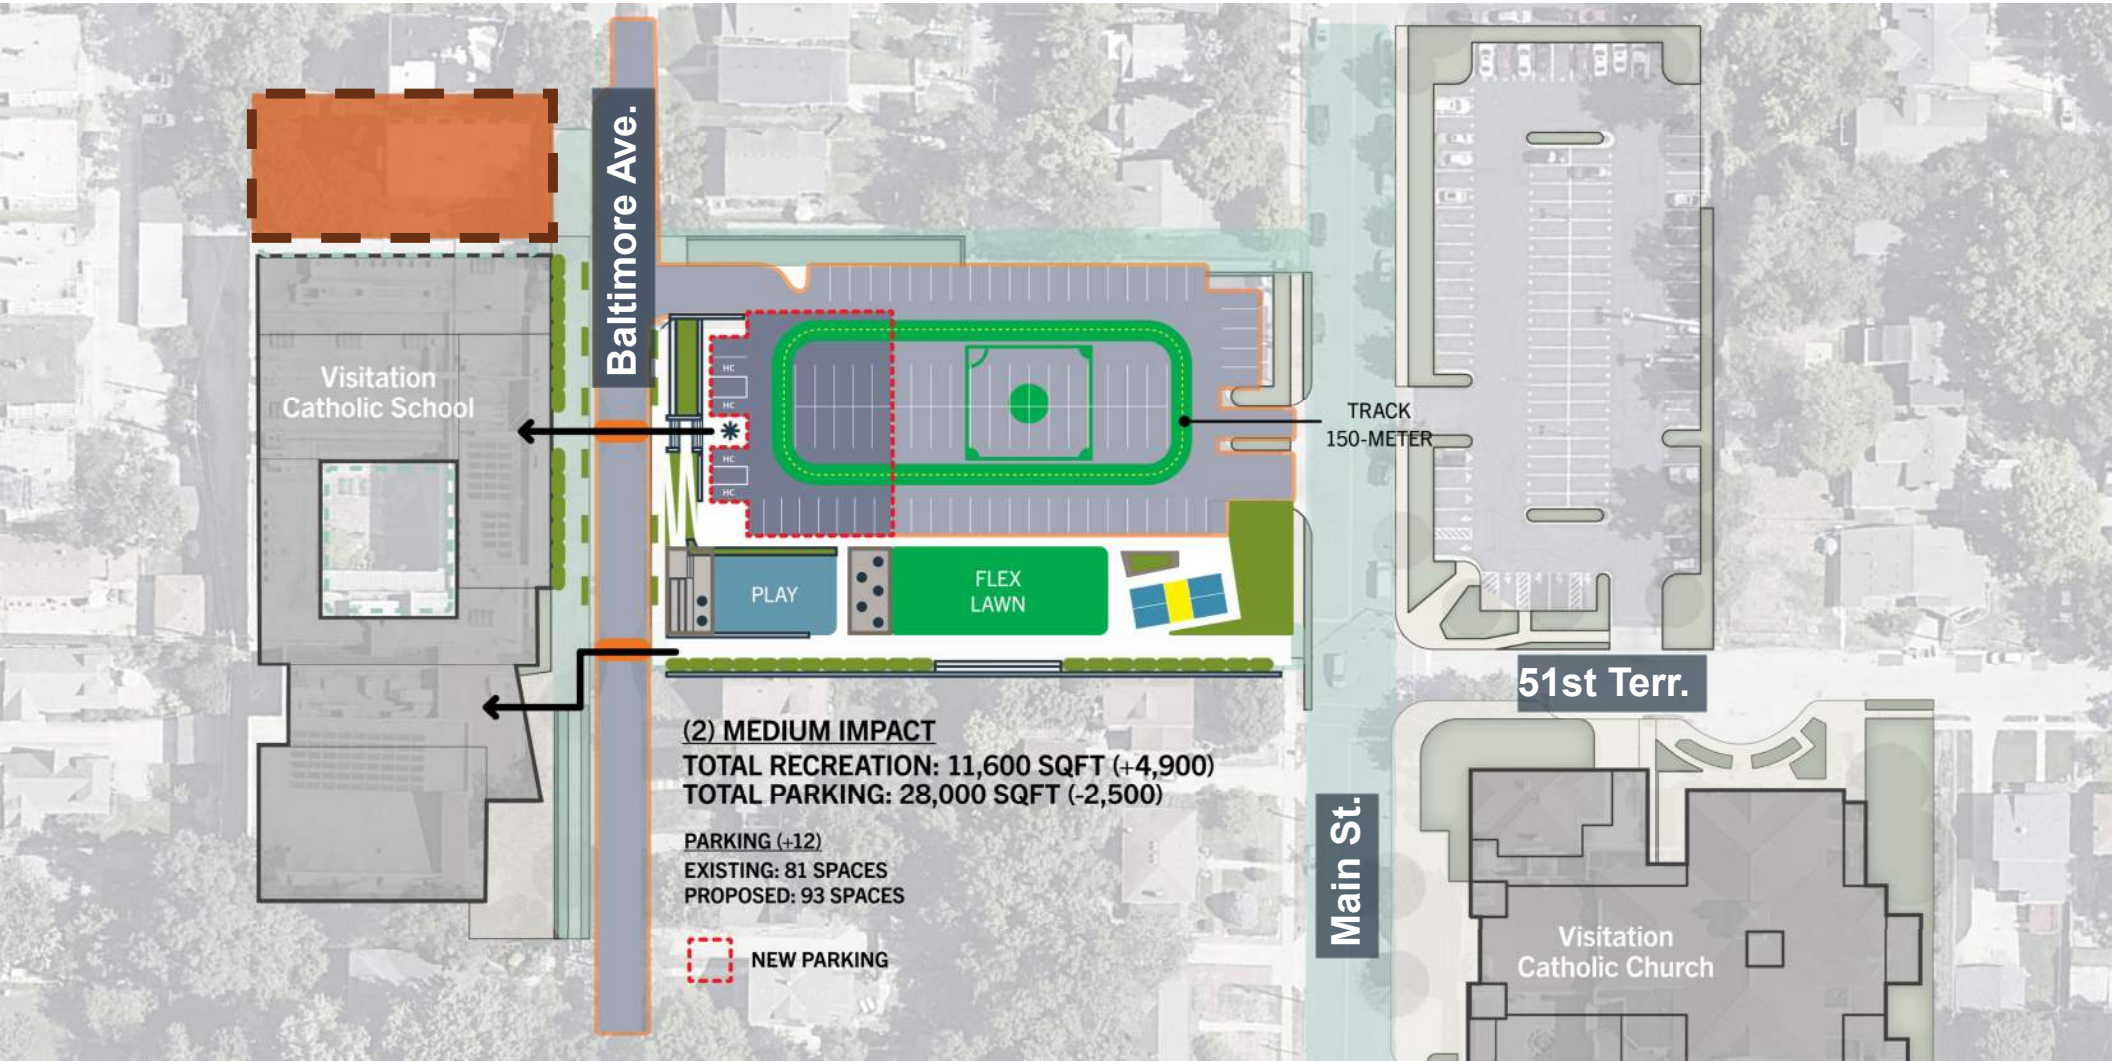 Baltimore Ave.
Visitation
Catholic School
HC
HC
HC
HC
TRACK
150-METER
PLAY
FLEX
LAWN
51st Terr.
(2) MEDIUM IMPACT
TOTAL RECREATION: 11,600 SQFT (+4,900)
TOTAL PARKING: 28,000 SQFT (-2,500)
PARKING (+12)
EXISTING: 81 SPACES
PROPOSED: 93 SPACES
NEW PARKING
Main St.
Visitation
Catholic Church